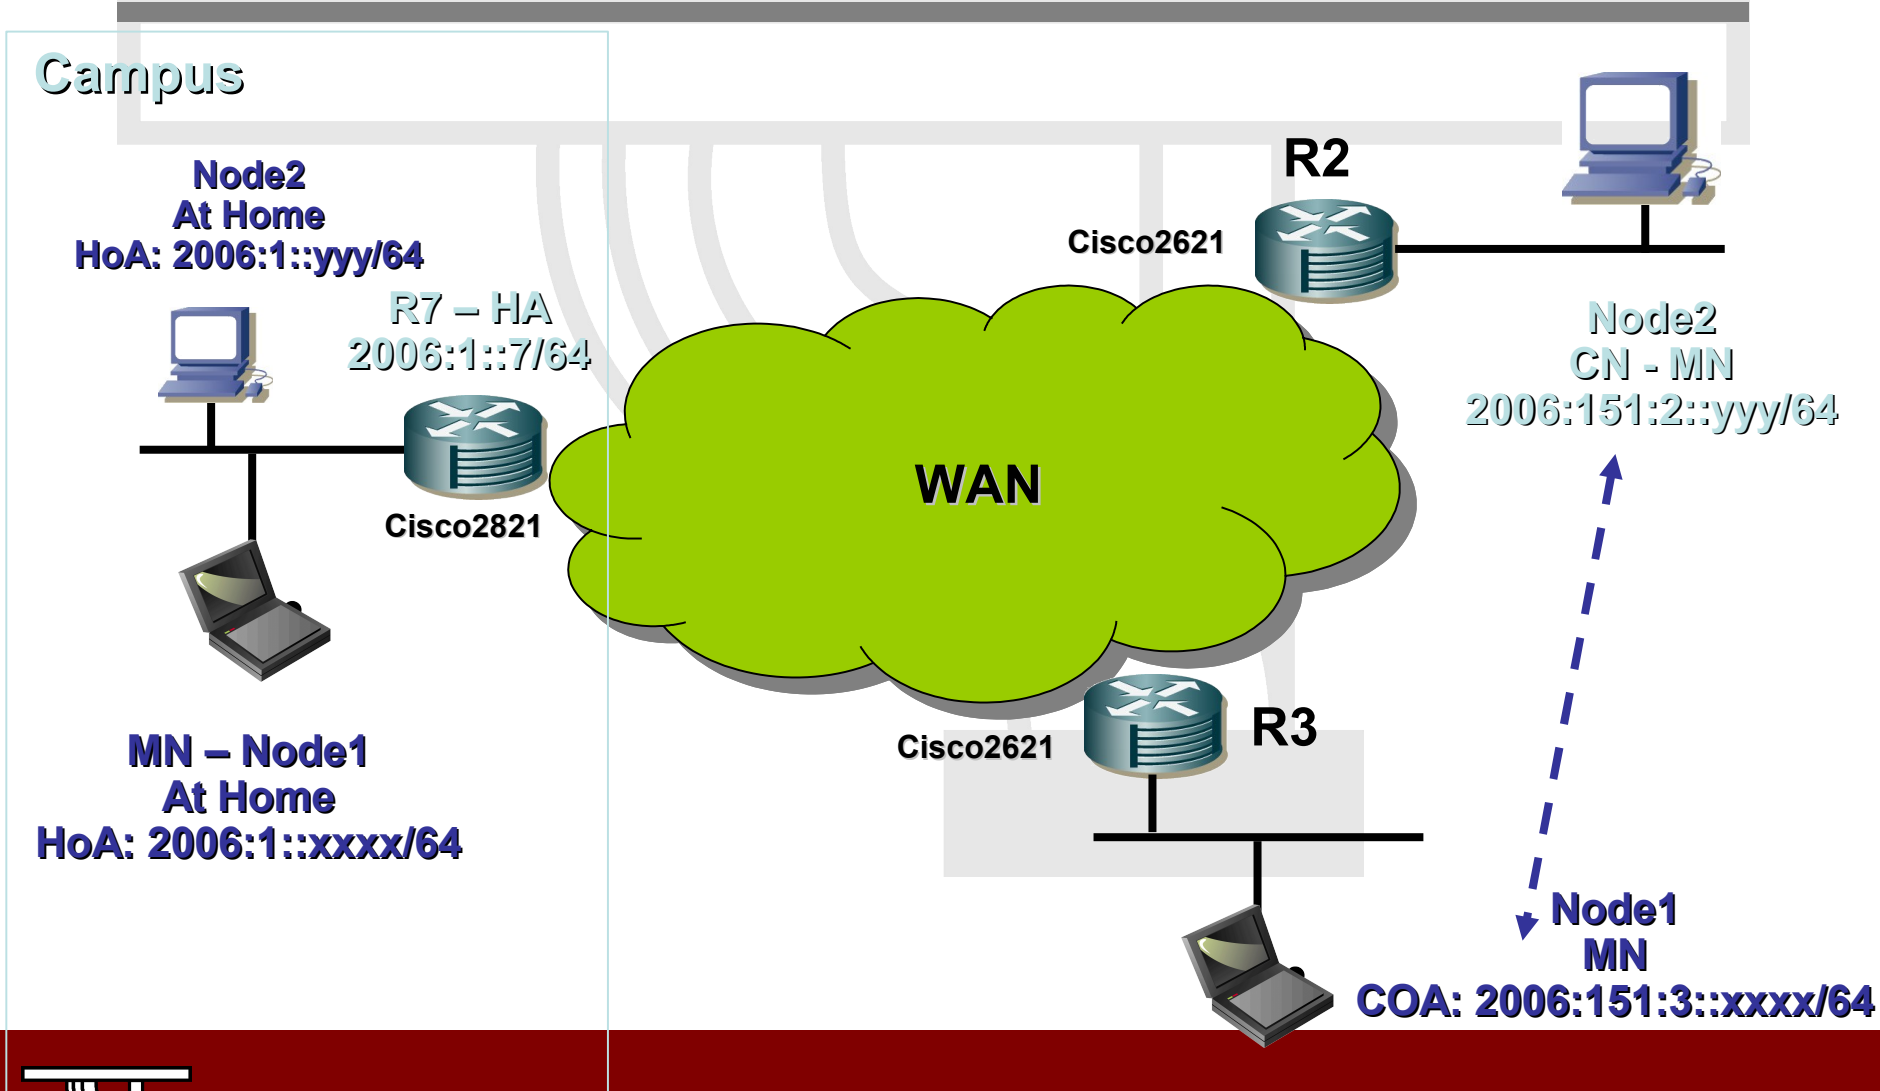 Campus
Node2
At Home
HoA: 2006:1::yyy/64
R7 – HA
2006:1::7/64
Cisco2821
MN – Node1
At Home
HoA: 2006:1::xxxx/64
WAN
R2
Cisco2621
Node2
CN - MN
2006:151:2::yyy/64
Cisco2621
R3
Node1
MN
COA: 2006:151:3::xxxx/64